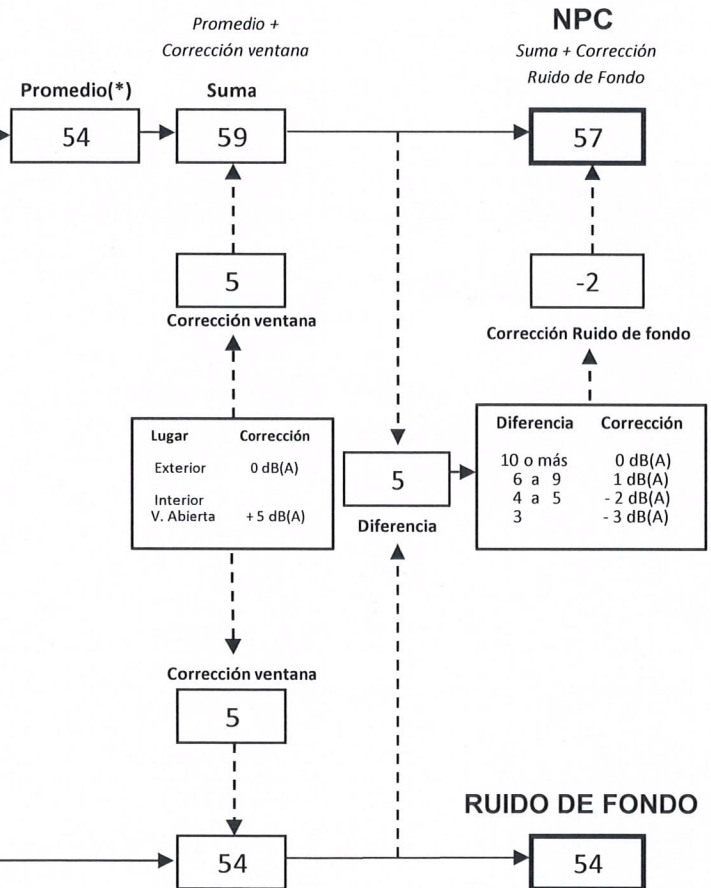 Promedio +
Corrección ventana
NPC
Suma + Corrección
Ruido de Fondo
Promedio(*)
Suma
54
59
57
5
Corrección ventana
-2
Corrección Ruido de fondo
Lugar Corrección
Exterior 0 dB(A)
Interior
V. Abierta + 5 dB(A)
5
Diferencia
Diferencia Corrección
10 o más 0 dB(A)
6 a 9 1 dB(A)
4 a 5 - 2 dB(A)
3 - 3 dB(A)
Corrección ventana
5
RUIDO DE FONDO
54
54